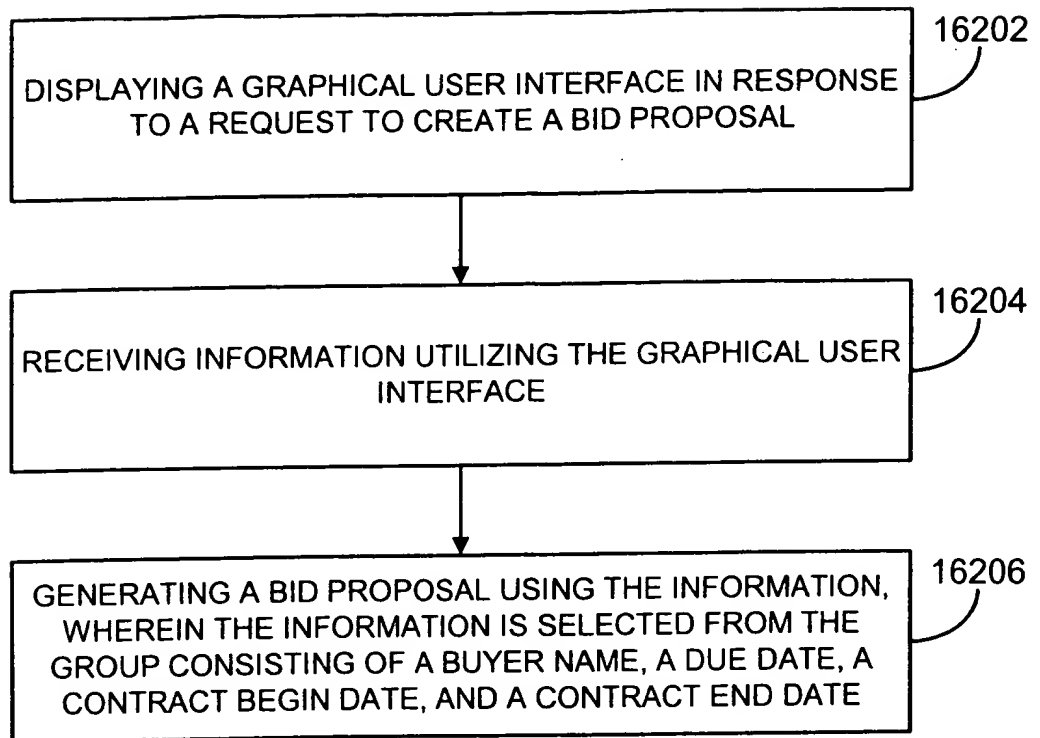 16202
DISPLAYING A GRAPHICAL USER INTERFACE IN RESPONSE
TO A REQUEST TO CREATE A BID PROPOSAL
16204
RECEIVING INFORMATION UTILIZING THE GRAPHICAL USER
INTERFACE
16206
GENERATING A BID PROPOSAL USING THE INFORMATION,
WHEREIN THE INFORMATION IS SELECTED FROM THE
GROUP CONSISTING OF A BUYER NAME, A DUE DATE, A
CONTRACT BEGIN DATE, AND A CONTRACT END DATE